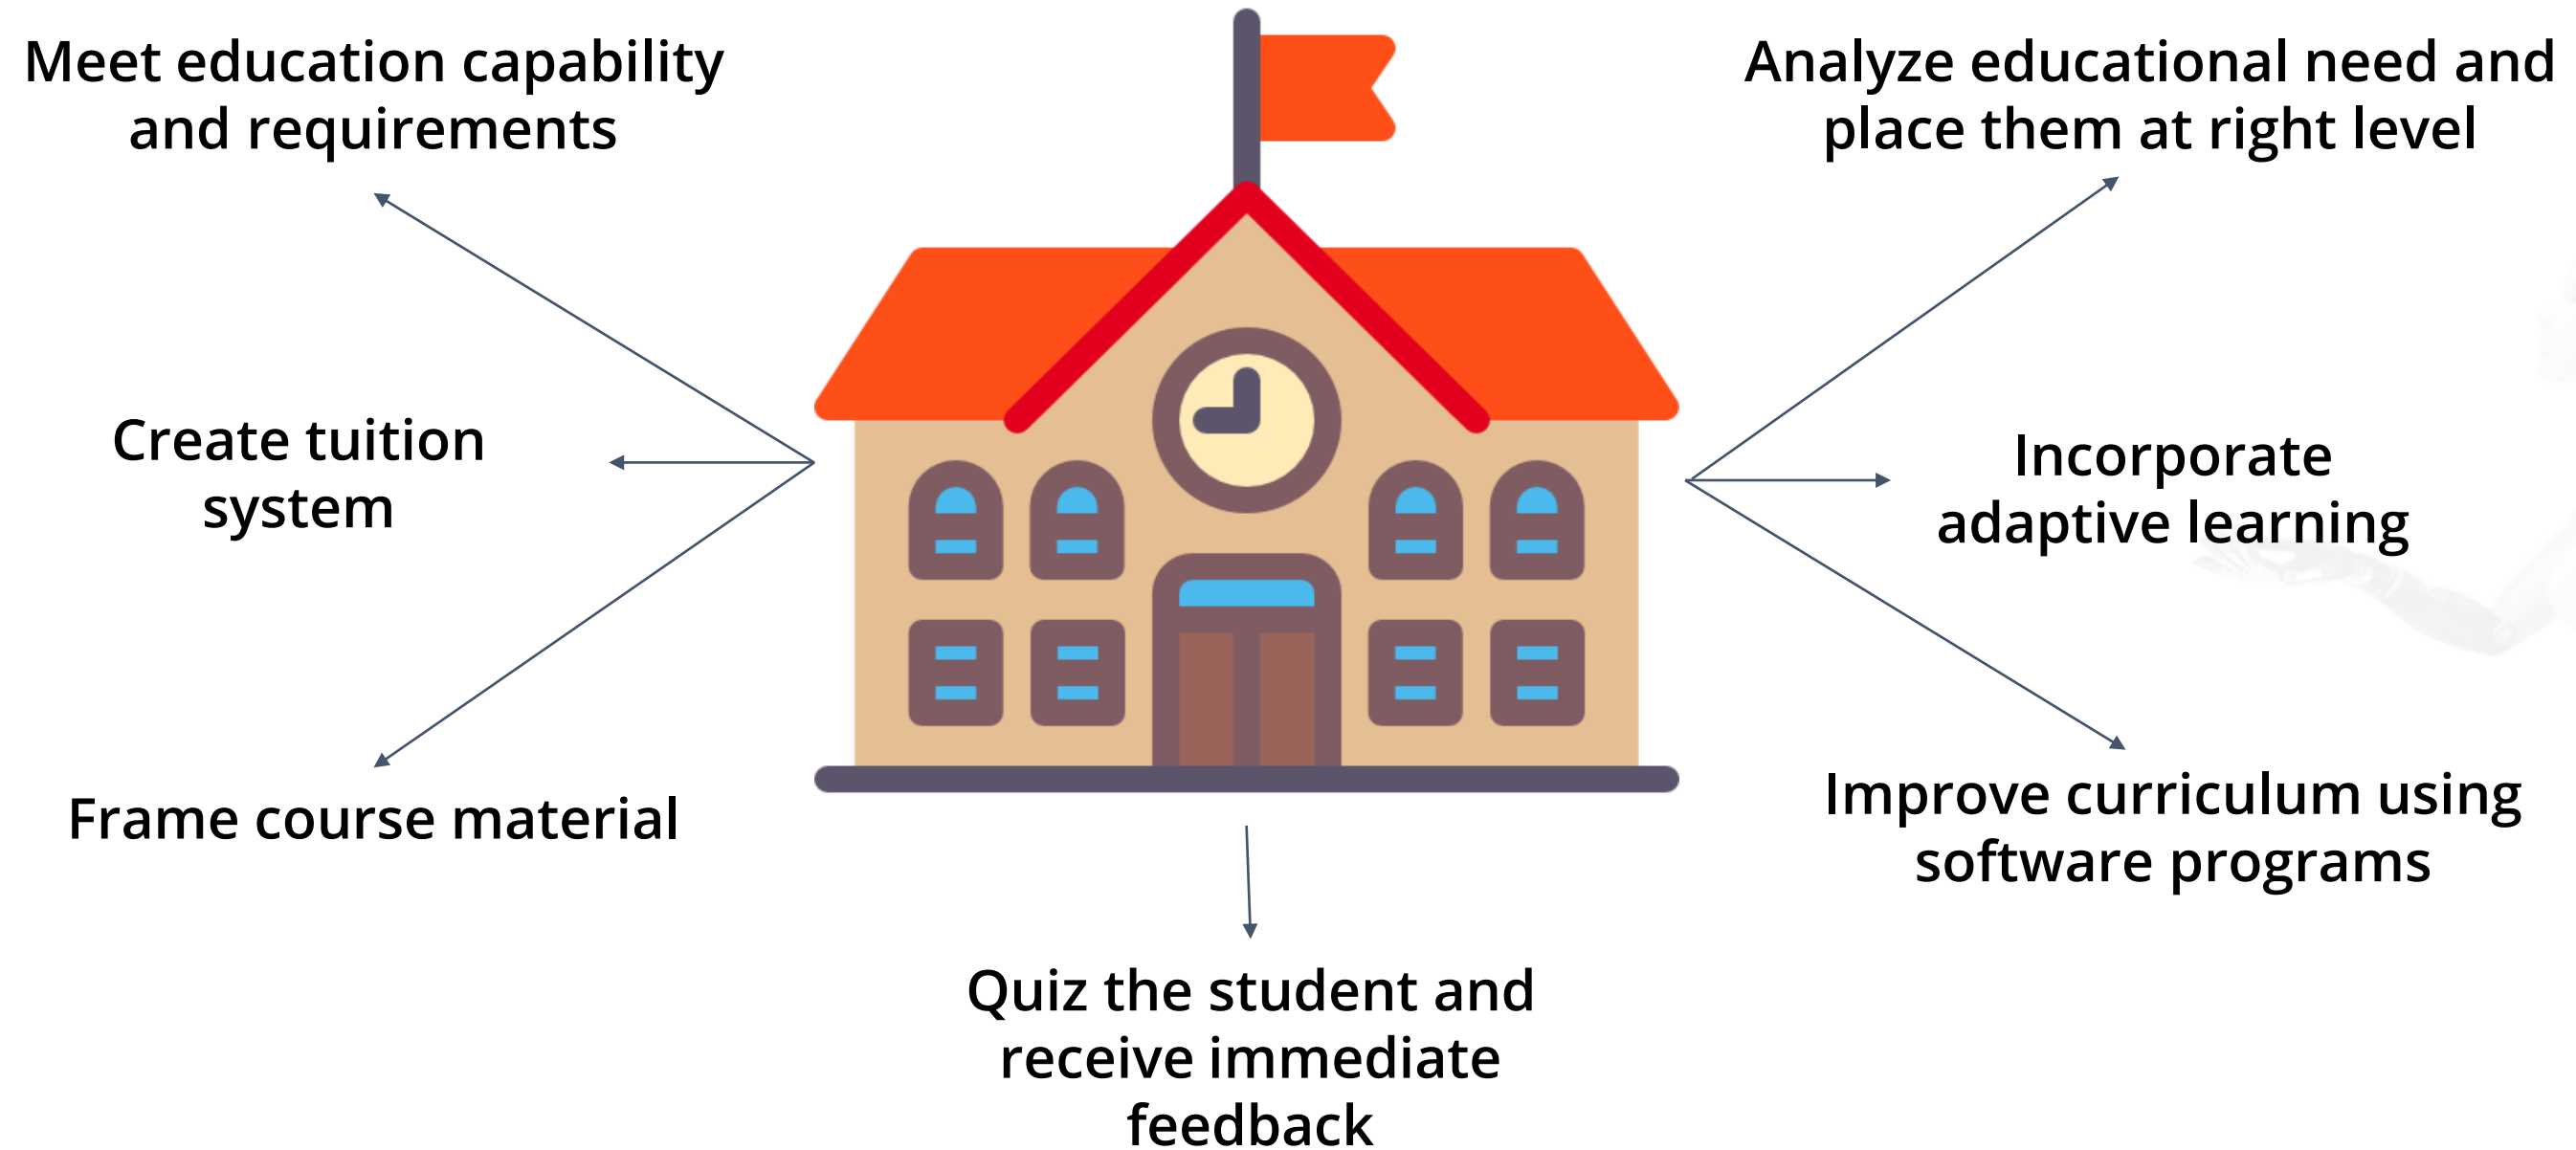 Meet education capability
and requirements
Create tuition
system
Frame course material
Quiz the student and
receive immediate
feedback
Analyze educational need and
place them at right level
Incorporate
adaptive learning
Improve curriculum using
software programs